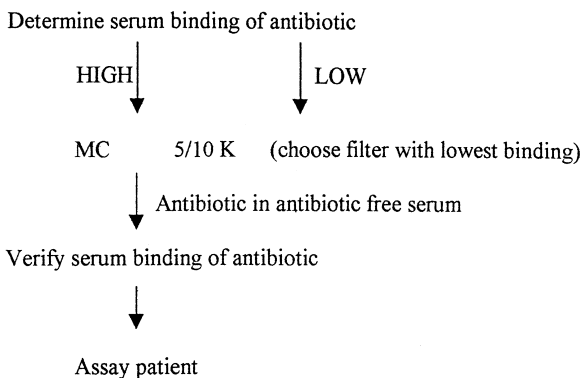 Determine serum binding of antibiotic
HIGH LOW
MC 5/10 K (choose filter with lowest binding)
Antibiotic in antibiotic free serum
Verify serum binding of antibiotic
Assay patient